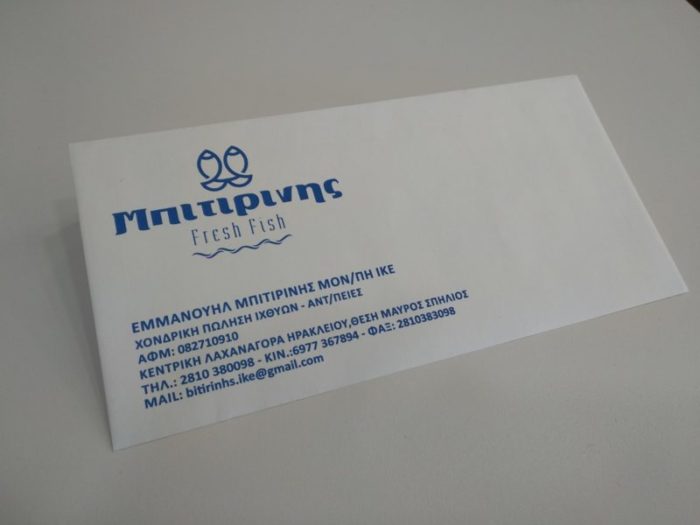 Μπιτιρινης
Fresh Fish
ΕΜΜΑΝΟΥΗΛ ΜΠΙΤΙΡΙΝΗΣ ΜΟΝ/ΠΗ ΙΚΕ
ΧΟΝΔΡΙΚΗ ΠΩΛΗΣΗ ΙΧΘΥΩΝ - ΑΝΤ/ΠΕΙΕΣ
ΑΦΜ: 082710910
ΚΕΝΤΡΙΚΗ ΛΑΧΑΝΑΓΟΡΑ ΗΡΑΚΛΕΙΟΥ,ΘΕΣΗ ΜΑΥΡΟΣ ΣΠΗΛΙΟΣ
ΤΗΛ.: 2810 380098 - ΚΙΝ.:6977 367894 - ΦΑΞ: 2810383098
MAIL: bitirinhs.ike@gmail.com